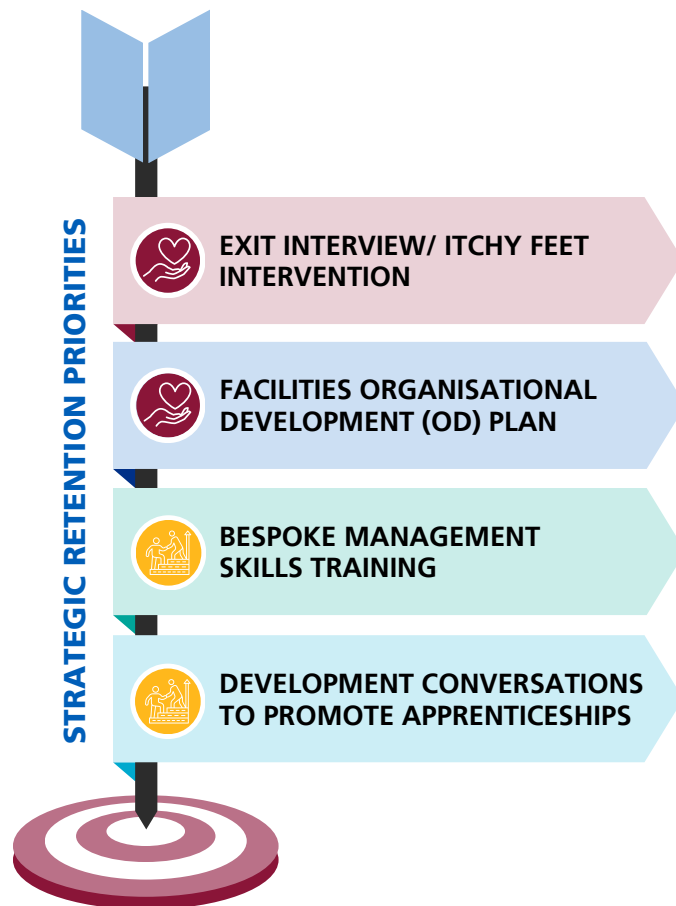 STRATEGIC RETENTION PRIORITIES
EXIT INTERVIEW/ ITCHY FEET
INTERVENTION
FACILITIES ORGANISATIONAL
DEVELOPMENT (OD) PLAN
BESPOKE MANAGEMENT
SKILLS TRAINING
DEVELOPMENT CONVERSATIONS
TO PROMOTE APPRENTICESHIPS